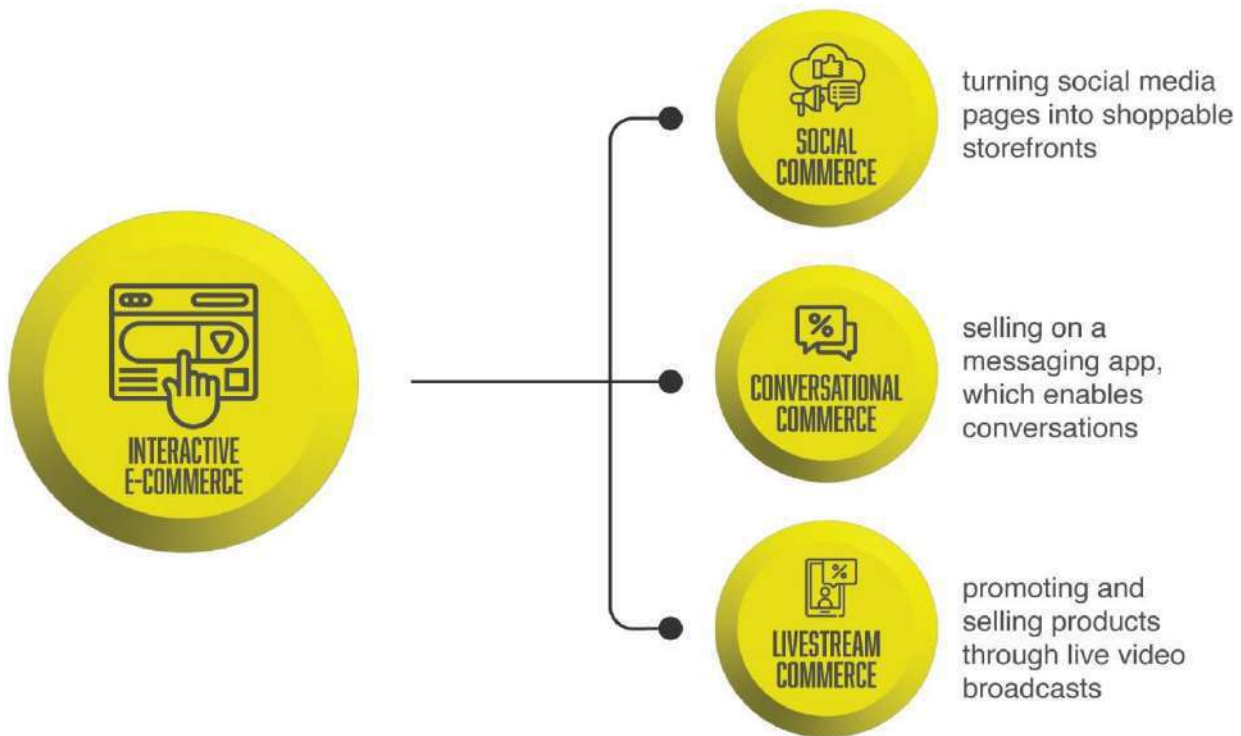 INTERACTIVE
E-COMMERCE
SOCIAL
COMMERCE
turning social media
pages into shoppable
storefronts
CONVERSATIONAL
COMMERCE
selling on a
messaging app,
which enables
conversations
LIVESTREAM
COMMERCE
promoting and
selling products
through live video
broadcasts